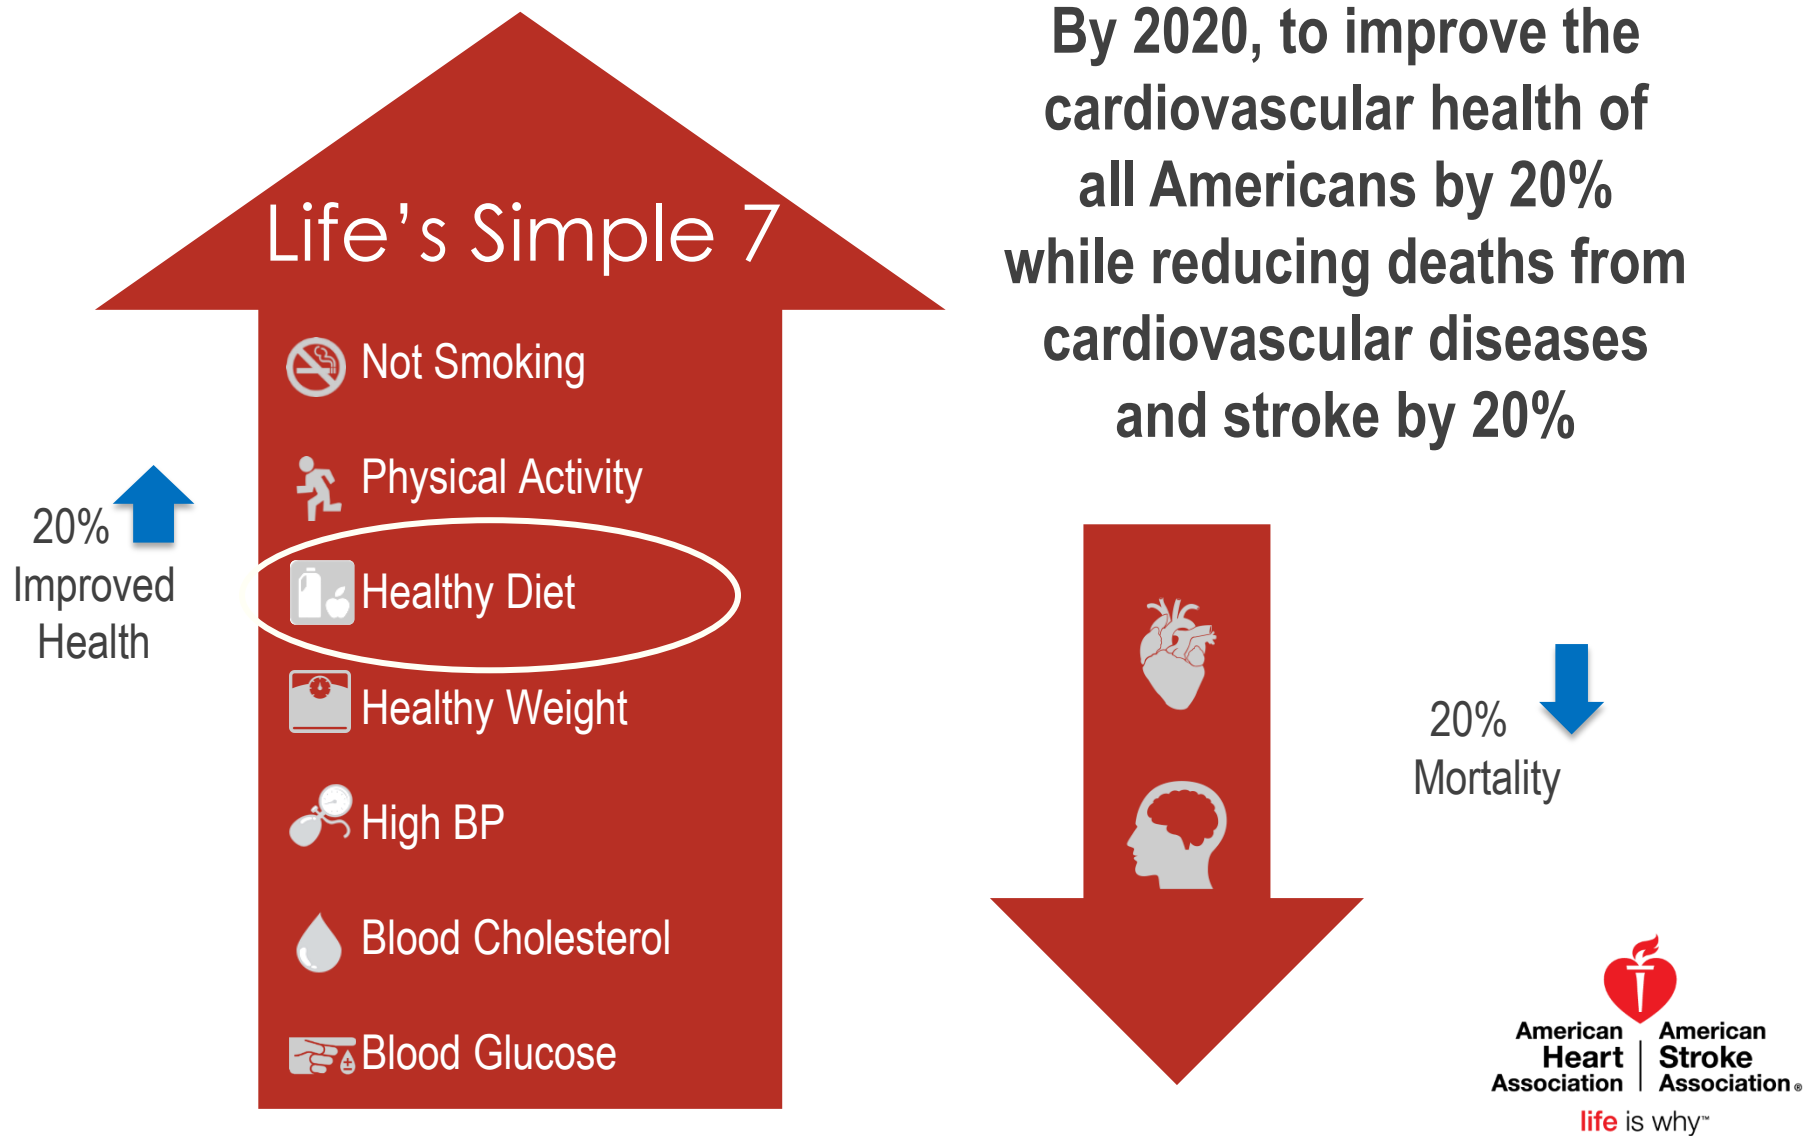 By 2020, to improve the
cardiovascular health of
all Americans by 20%
while reducing deaths from
cardiovascular diseases
and stroke by 20%
Life’s Simple 7
Not Smoking
Physical Activity
Healthy Diet
Healthy Weight
High BP
Blood Cholesterol
Blood Glucose
20%
Improved
Health
20%
Mortality
American
Heart
Association
American
Stroke
Association®
life is why™